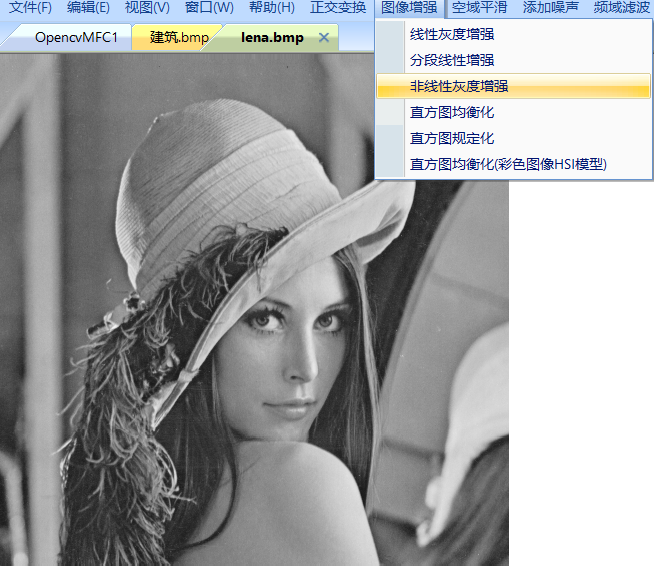 文件(F) 编辑(E) 视图(V) 窗口(W) 帮助(H) 正交变换 图像增强 空域平滑 添加噪声 频域滤波
OpencvMFC1 建筑.bmp lena.bmp
线性灰度增强
分段线性增强
非线性灰度增强
直方图均衡化
直方图规定化
直方图均衡化(彩色图像HSI模型)